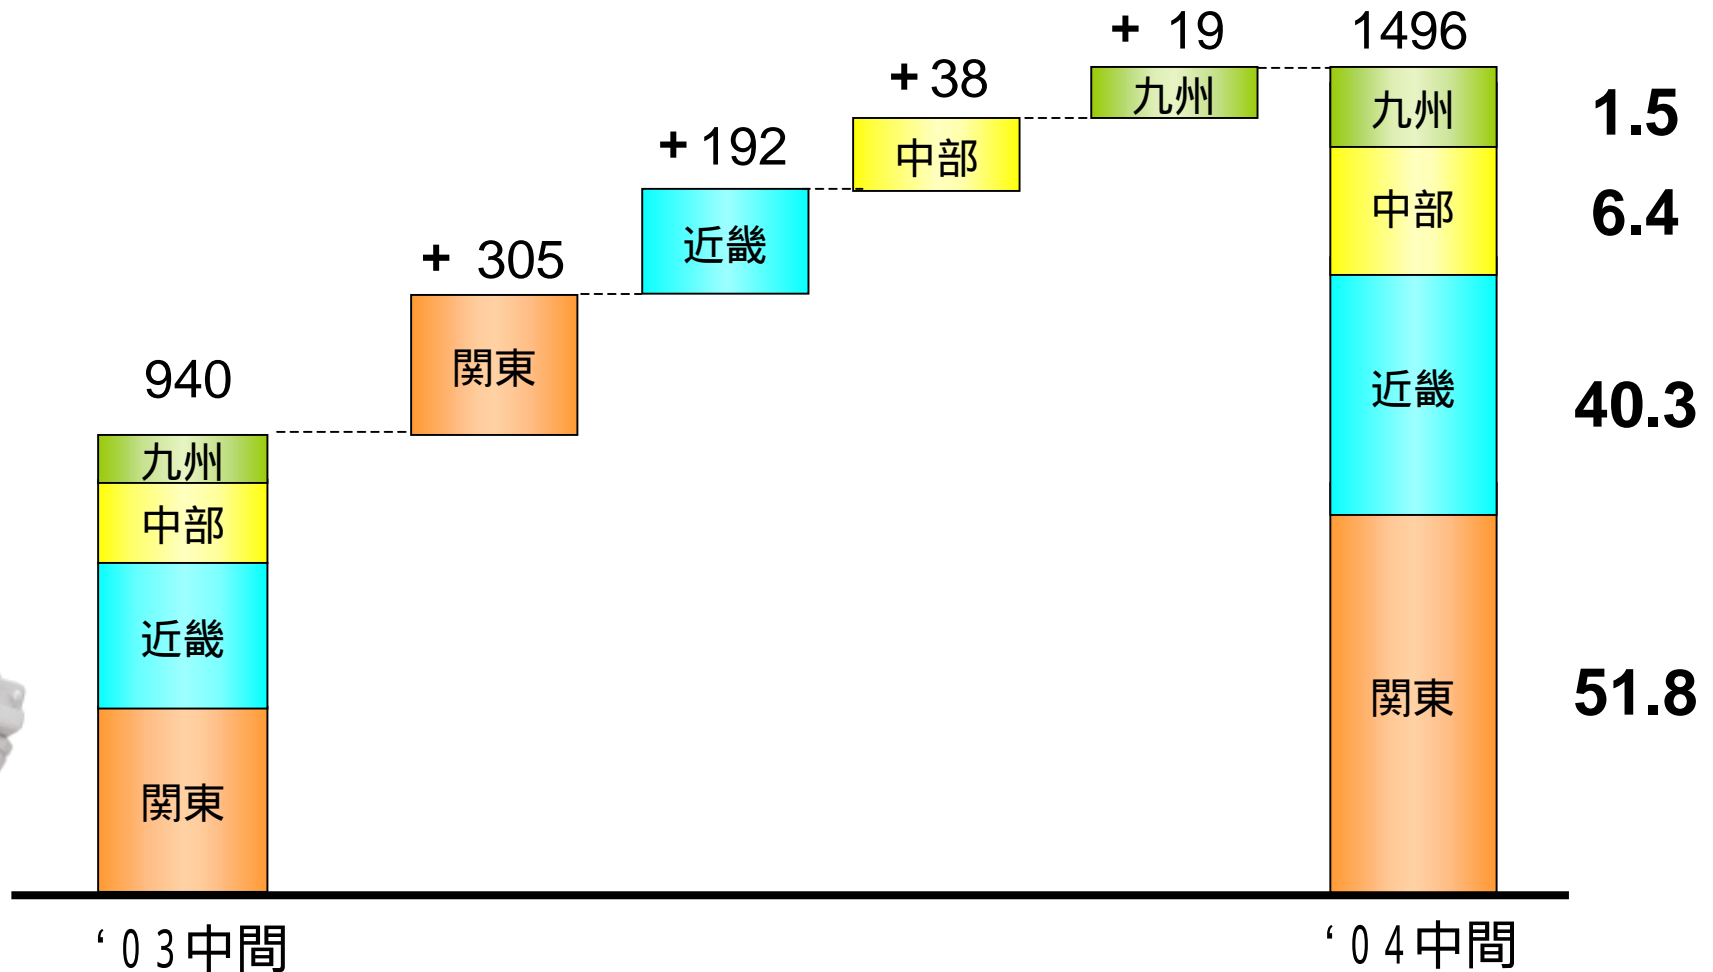 + 19
1496
+ 38
九州
九州
1.5
+ 192
中部
中部
6.4
+ 305
近畿
近畿
40.3
940
関東
九州
中部
近畿
関東
51.8
関東
‘０３中間
‘０４中間